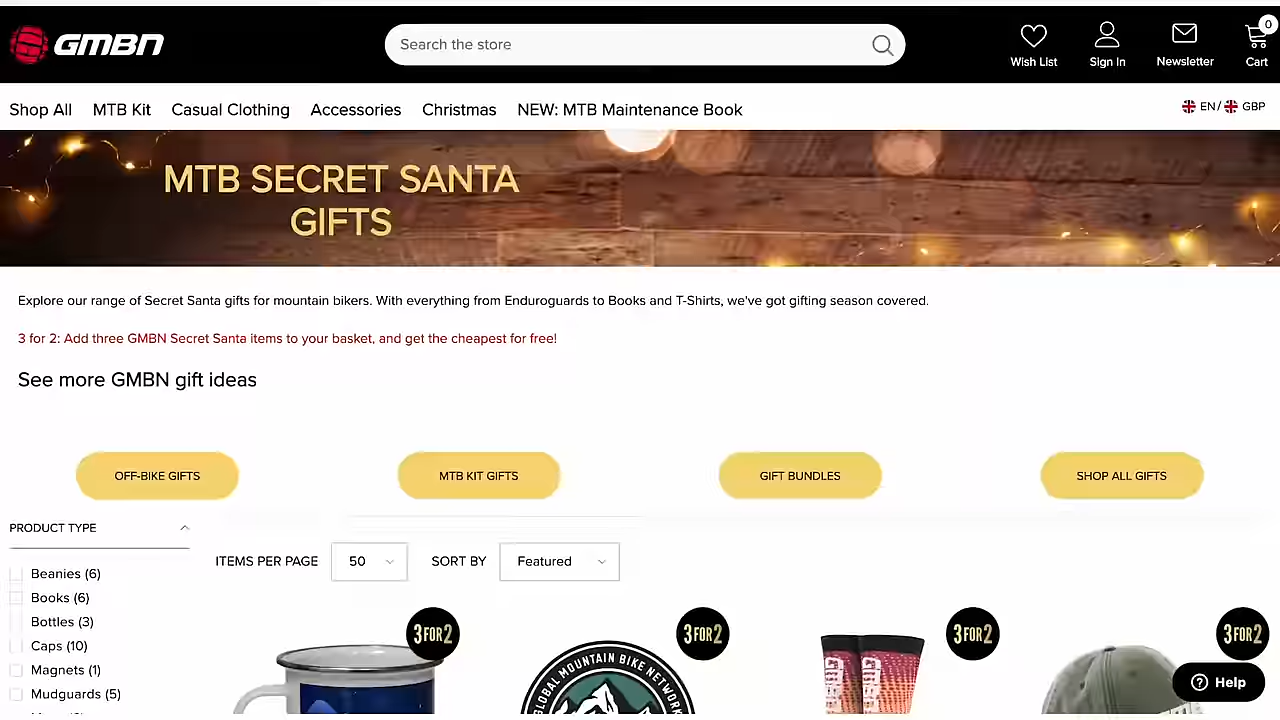 GMBN
Search the store
Wish List
Sign In
Newsletter
0
Cart
Shop All
MTB Kit
Casual Clothing
Accessories
Christmas
NEW: MTB Maintenance Book
EN / GBP
MTB SECRET SANTA
GIFTS
Explore our range of Secret Santa gifts for mountain bikers. With everything from Enduroguards to Books and T-Shirts, we've got gifting season covered.
3 for 2: Add three GMBN Secret Santa items to your basket, and get the cheapest for free!
See more GMBN gift ideas
OFF-BIKE GIFTS
MTB KIT GIFTS
GIFT BUNDLES
SHOP ALL GIFTS
PRODUCT TYPE
ITEMS PER PAGE
50
SORT BY
Featured
Beanies (6)
Books (6)
Bottles (3)
Caps (10)
Magnets (1)
Mudguards (5)
3 FOR 2
3 FOR 2
3 FOR 2
3 FOR 2
GLOBAL MOUNTAIN BIKE NETWORK
Help